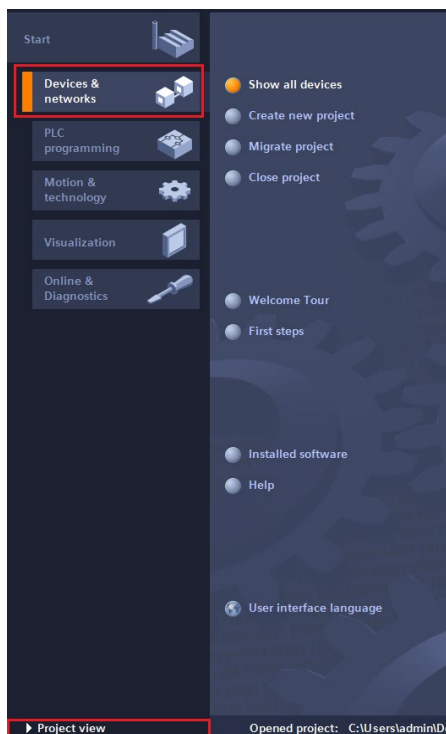 Start
Devices &
networks
PLC
programming
Motion &
technology
Visualization
Online &
Diagnostics
Show all devices
Create new project
Migrate project
Close project
Welcome Tour
First steps
Installed software
Help
User interface language
Project view
Opened project: C:\Users\admin\D